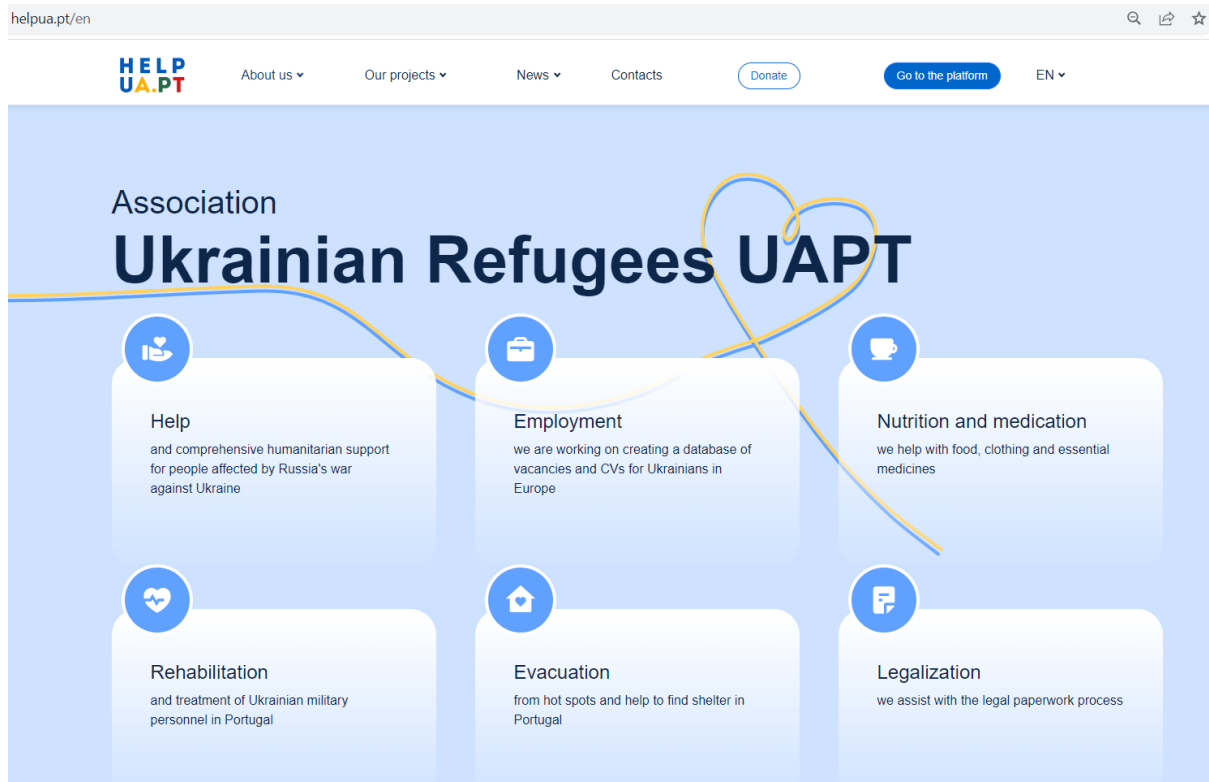 helpua.pt/en
HELP
UA.PT
About us
Our projects
News
Contacts
Donate
Go to the platform
EN
Association
Ukrainian Refugees UAPT
Help
and comprehensive humanitarian support
for people affected by Russia's war
against Ukraine
Employment
we are working on creating a database of
vacancies and CVs for Ukrainians in
Europe
Nutrition and medication
we help with food, clothing and essential
medicines
Rehabilitation
and treatment of Ukrainian military
personnel in Portugal
Evacuation
from hot spots and help to find shelter in
Portugal
Legalization
we assist with the legal paperwork process